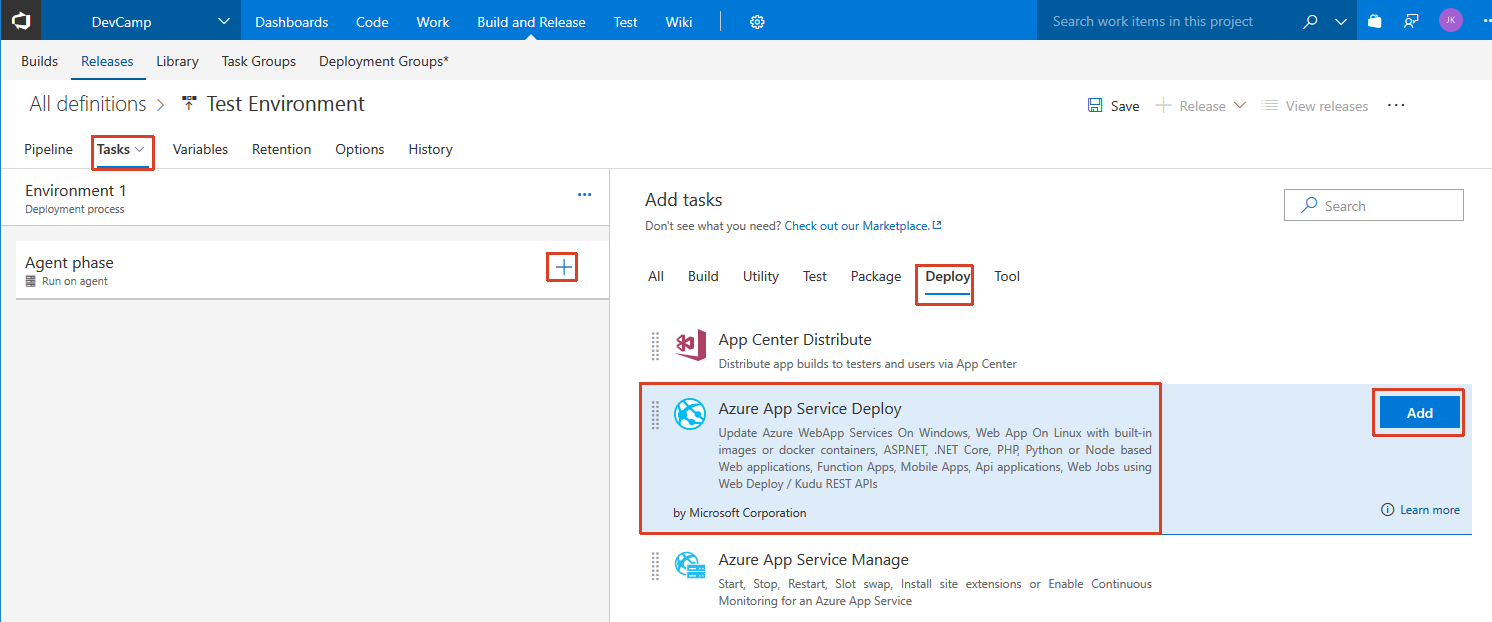 DevCamp Dashboards Code Work Build and Release Test Wiki Search work items in this project JK
Builds Releases Library Task Groups Deployment Groups*
All definitions > Test Environment Save Release View releases ...
Pipeline Tasks Variables Retention Options History
Environment 1
Deployment process
Agent phase
Run on agent
Add tasks
Search
Don't see what you need? Check out our Marketplace.
All Build Utility Test Package Deploy Tool
App Center Distribute
Distribute app builds to testers and users via App Center
Azure App Service Deploy
Add
Update Azure WebApp Services On Windows, Web App On Linux with built-in
images or docker containers, ASP.NET, .NET Core, PHP, Python or Node based
Web applications, Function Apps, Mobile Apps, Api applications, Web Jobs using
Web Deploy / Kudu REST APIs
by Microsoft Corporation
Learn more
Azure App Service Manage
Start, Stop, Restart, Slot swap, Install site extensions or Enable Continuous
Monitoring for an Azure App Service